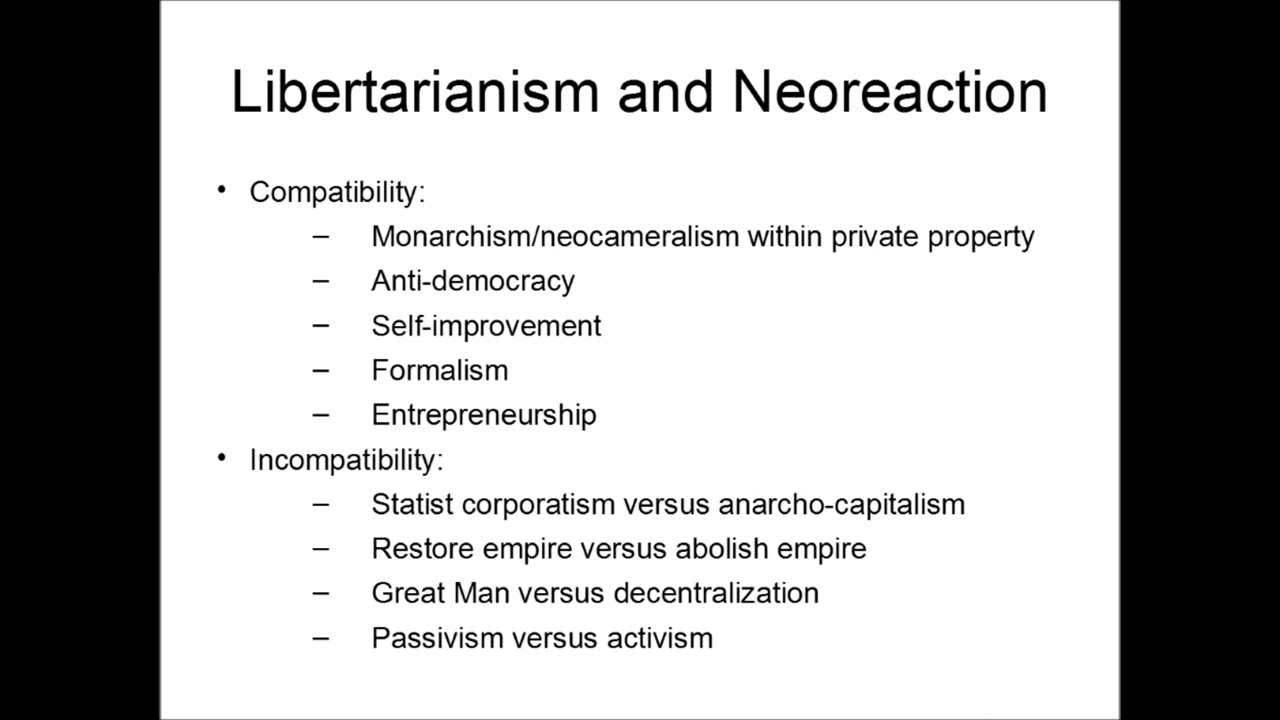 Libertarianism and Neoreaction
• Compatibility:
– Monarchism/neocameralism within private property
– Anti-democracy
– Self-improvement
– Formalism
– Entrepreneurship
• Incompatibility:
– Statist corporatism versus anarcho-capitalism
– Restore empire versus abolish empire
– Great Man versus decentralization
– Passivism versus activism